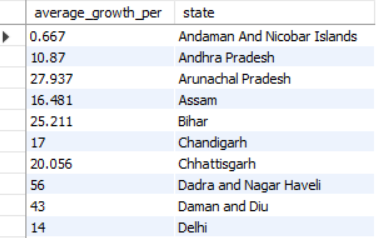 average_growth_per state
0.667 Andaman And Nicobar Islands
10.87 Andhra Pradesh
27.937 Arunachal Pradesh
16.481 Assam
25.211 Bihar
17 Chandigarh
20.056 Chhattisgarh
56 Dadra and Nagar Haveli
43 Daman and Diu
14 Delhi